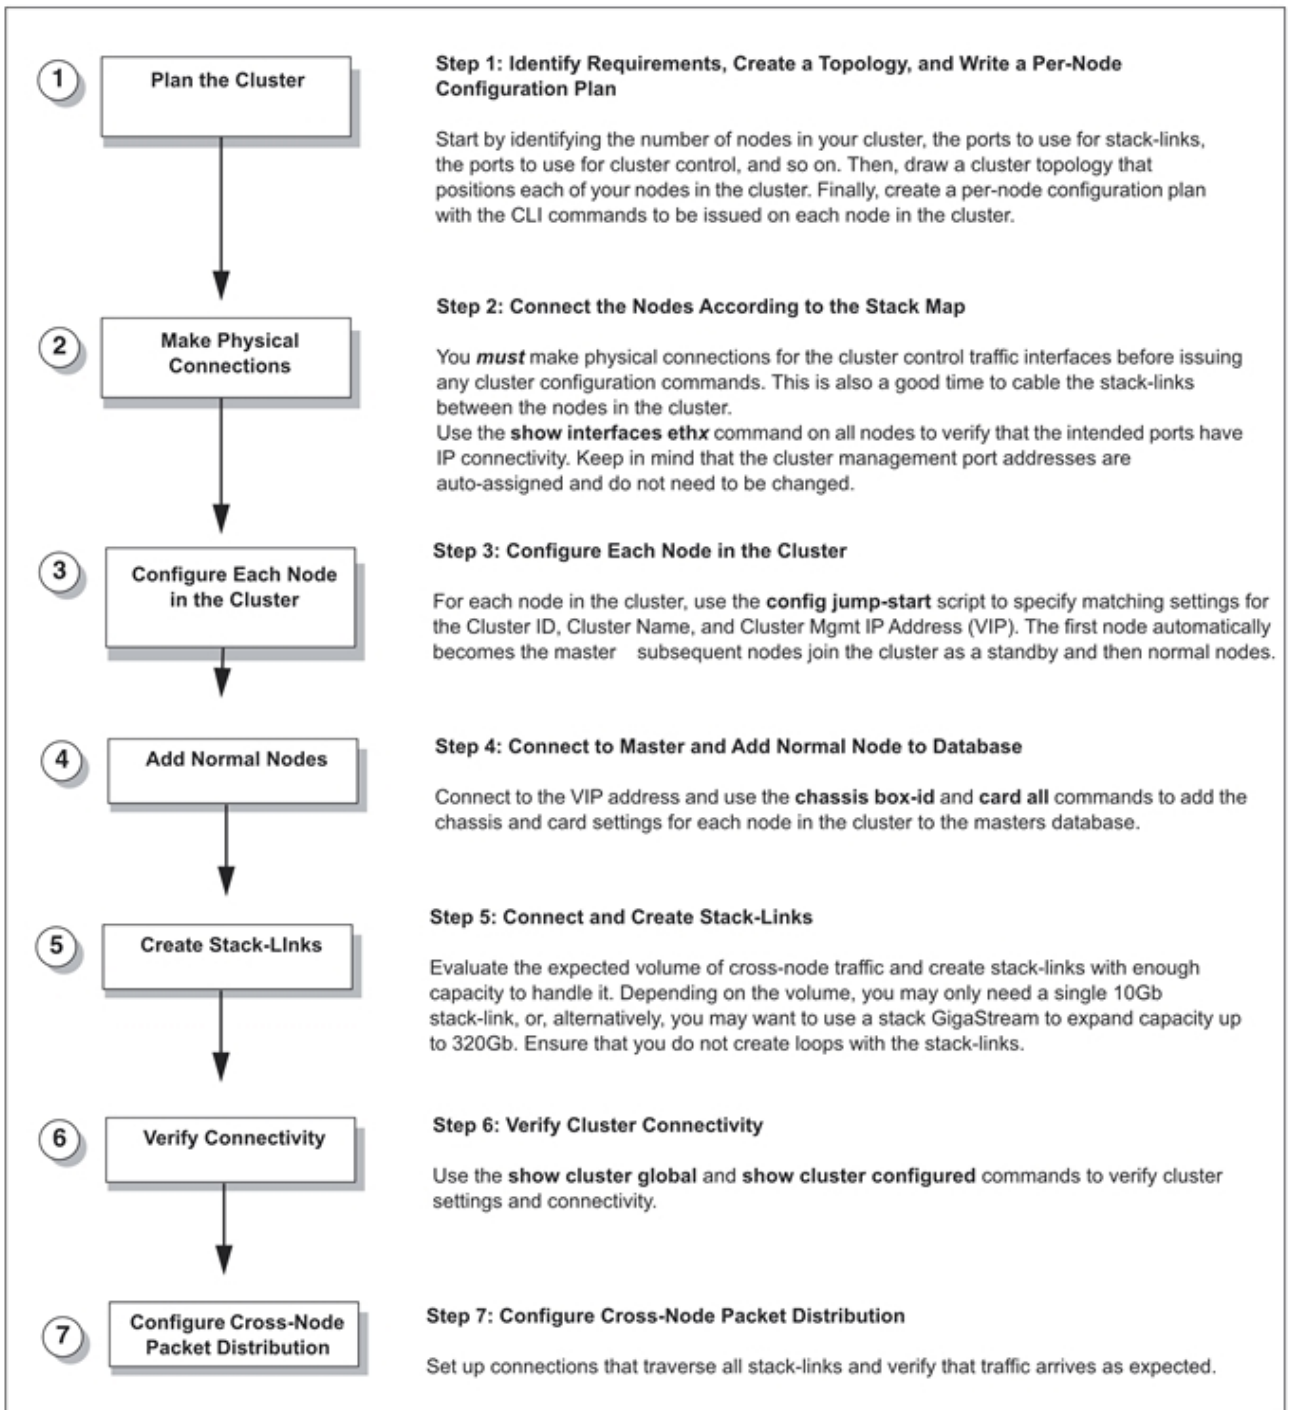 1
Plan the Cluster
Step 1: Identify Requirements, Create a Topology, and Write a Per-Node
Configuration Plan
Start by identifying the number of nodes in your cluster, the ports to use for stack-links,
the ports to use for cluster control, and so on. Then, draw a cluster topology that
positions each of your nodes in the cluster. Finally, create a per-node configuration plan
with the CLI commands to be issued on each node in the cluster.
2
Make Physical
Connections
Step 2: Connect the Nodes According to the Stack Map
You must make physical connections for the cluster control traffic interfaces before issuing
any cluster configuration commands. This is also a good time to cable the stack-links
between the nodes in the cluster.
Use the show interfaces ethx command on all nodes to verify that the intended ports have
IP connectivity. Keep in mind that the cluster management port addresses are
auto-assigned and do not need to be changed.
3
Configure Each Node
in the Cluster
Step 3: Configure Each Node in the Cluster
For each node in the cluster, use the config jump-start script to specify matching settings for
the Cluster ID, Cluster Name, and Cluster Mgmt IP Address (VIP). The first node automatically
becomes the master subsequent nodes join the cluster as a standby and then normal nodes.
4
Add Normal Nodes
Step 4: Connect to Master and Add Normal Node to Database
Connect to the VIP address and use the chassis box-id and card all commands to add the
chassis and card settings for each node in the cluster to the masters database.
5
Create Stack-LInks
Step 5: Connect and Create Stack-Links
Evaluate the expected volume of cross-node traffic and create stack-links with enough
capacity to handle it. Depending on the volume, you may only need a single 10Gb
stack-link, or, alternatively, you may want to use a stack GigaStream to expand capacity up
to 320Gb. Ensure that you do not create loops with the stack-links.
6
Verify Connectivity
Step 6: Verify Cluster Connectivity
Use the show cluster global and show cluster configured commands to verify cluster
settings and connectivity.
7
Configure Cross-Node
Packet Distribution
Step 7: Configure Cross-Node Packet Distribution
Set up connections that traverse all stack-links and verify that traffic arrives as expected.